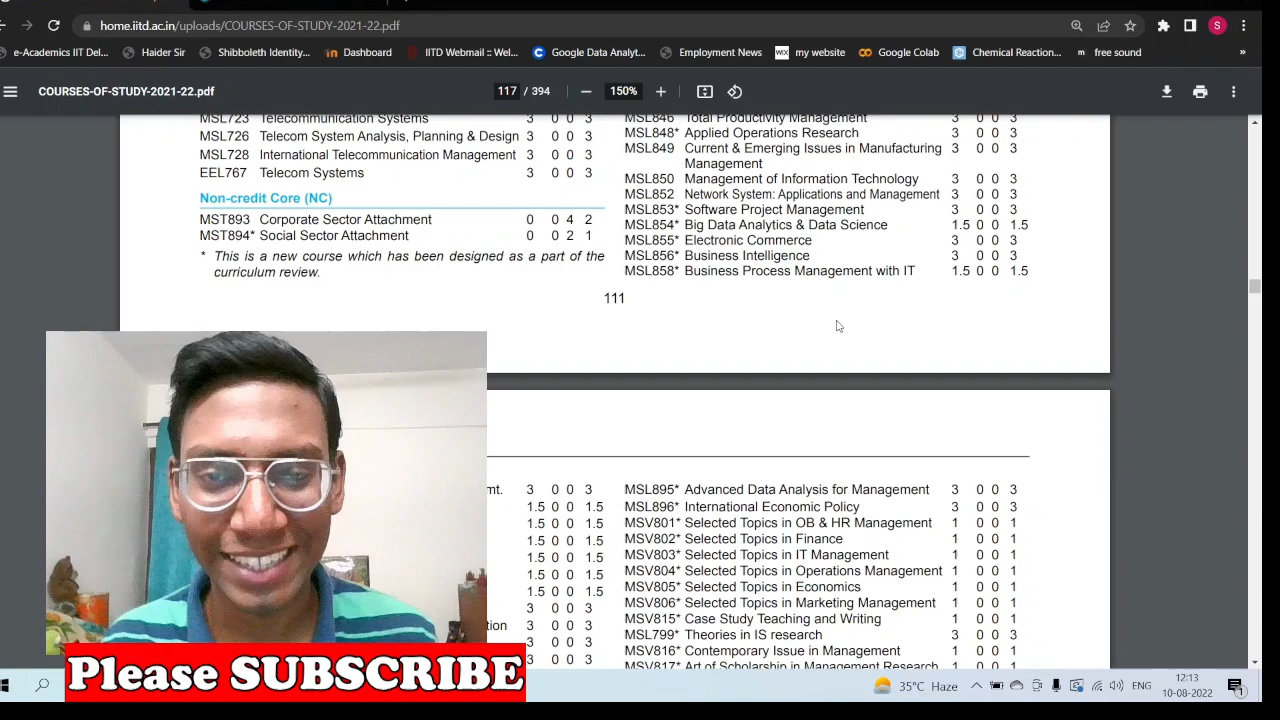 home.iitd.ac.in/uploads/COURSES-OF-STUDY-2021-22.pdf
S
e-Academics IIT Del...
Haider Sir
Shibboleth Identity...
in
Dashboard
IITD Webmail :: Wel...
C
Google Data Analyt...
Employment News
WIX
my website
CO
Google Colab
Chemical Reaction...
m
free sound
»
COURSES-OF-STUDY-2021-22.pdf
117 / 394
150%
MSL723 Telecommunication Systems 3 0 0 3
MSL726 Telecom System Analysis, Planning & Design 3 0 0 3
MSL728 International Telecommunication Management 3 0 0 3
EEL767 Telecom Systems 3 0 0 3
Non-credit Core (NC)
MST893 Corporate Sector Attachment 0 0 4 2
MST894* Social Sector Attachment 0 0 2 1
* This is a new course which has been designed as a part of the
curriculum review.
MSL846 Total Productivity Management 3 0 0 3
MSL848* Applied Operations Research 3 0 0 3
MSL849 Current & Emerging Issues in Manufacturing 3 0 0 3
Management
MSL850 Management of Information Technology 3 0 0 3
MSL852 Network System: Applications and Management 3 0 0 3
MSL853* Software Project Management 3 0 0 3
MSL854* Big Data Analytics & Data Science 1.5 0 0 1.5
MSL855* Electronic Commerce 3 0 0 3
MSL856* Business Intelligence 3 0 0 3
MSL858* Business Process Management with IT 1.5 0 0 1.5
111
mt. 3 0 0 3
1.5 0 0 1.5
1.5 0 0 1.5
1.5 0 0 1.5
1.5 0 0 1.5
1.5 0 0 1.5
3 0 0 3
tion 3 0 0 3
3 0 0 3
3 0 0 3
MSL895* Advanced Data Analysis for Management 3 0 0 3
MSL896* International Economic Policy 3 0 0 3
MSV801* Selected Topics in OB & HR Management 1 0 0 1
MSV802* Selected Topics in Finance 1 0 0 1
MSV803* Selected Topics in IT Management 1 0 0 1
MSV804* Selected Topics in Operations Management 1 0 0 1
MSV805* Selected Topics in Economics 1 0 0 1
MSV806* Selected Topics in Marketing Management 1 0 0 1
MSV815* Case Study Teaching and Writing 1 0 0 1
MSL799* Theories in IS research 3 0 0 3
MSV816* Contemporary Issue in Management 1 0 0 1
MSV817* Art of Scholarship in Management Research 1 0 0 1
Please SUBSCRIBE
35°C Haze
ENG
12:13
10-08-2022
1